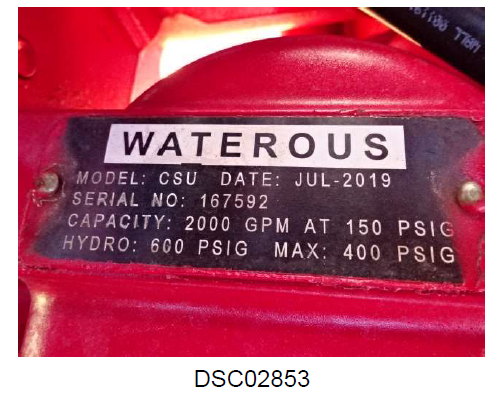 WATEROUS
MODEL: CSU DATE: JUL-2019
SERIAL NO: 167592
CAPACITY: 2000 GPM AT 150 PSIG
HYDRO: 600 PSIG MAX: 400 PSIG
DSC02853